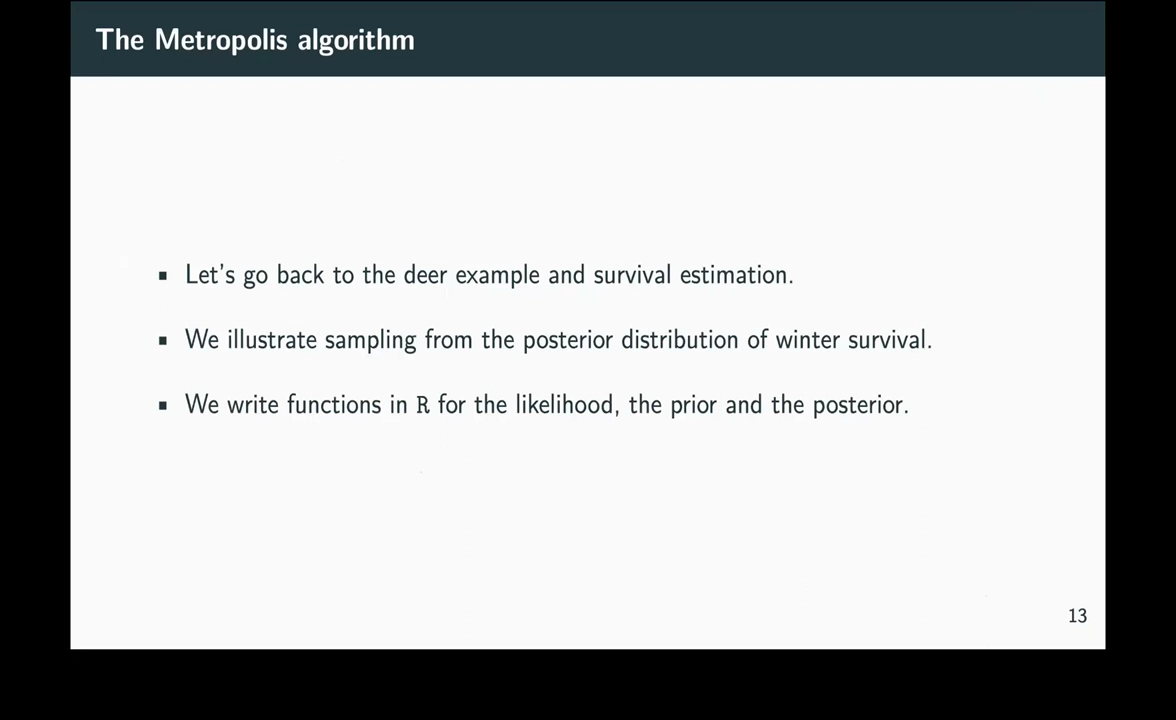 The Metropolis algorithm
▪ Let's go back to the deer example and survival estimation.
▪ We illustrate sampling from the posterior distribution of winter survival.
▪ We write functions in R for the likelihood, the prior and the posterior.
13